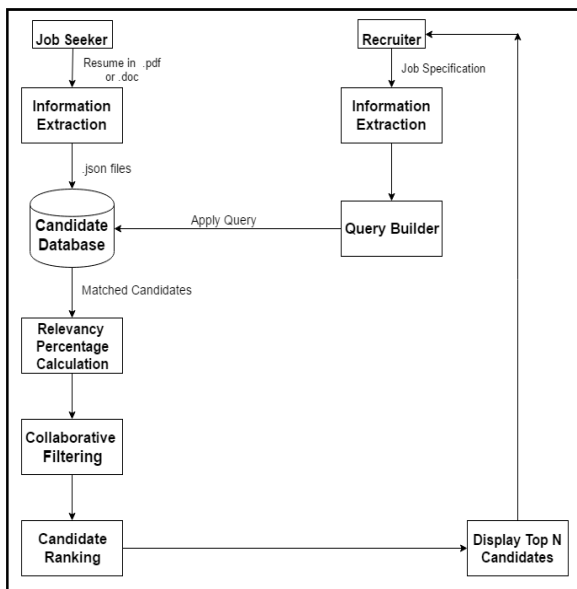 Job Seeker
Recruiter
Resume in .pdf
or .doc
Job Specification
Information
Extraction
Information
Extraction
.json files
Candidate
Database
Apply Query
Query Builder
Matched Candidates
Relevancy
Percentage
Calculation
Collaborative
Filtering
Candidate
Ranking
Display Top N
Candidates